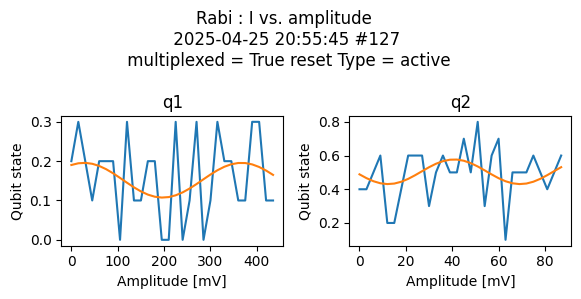 Rabi : I vs. amplitude
2025-04-25 20:55:45 #127
multiplexed = True reset Type = active
q1
q2
Qubit state
0.3
0.2
0.1
0.0
0 100 200 300 400
Amplitude [mV]
Qubit state
0.8
0.6
0.4
0.2
0 20 40 60 80
Amplitude [mV]